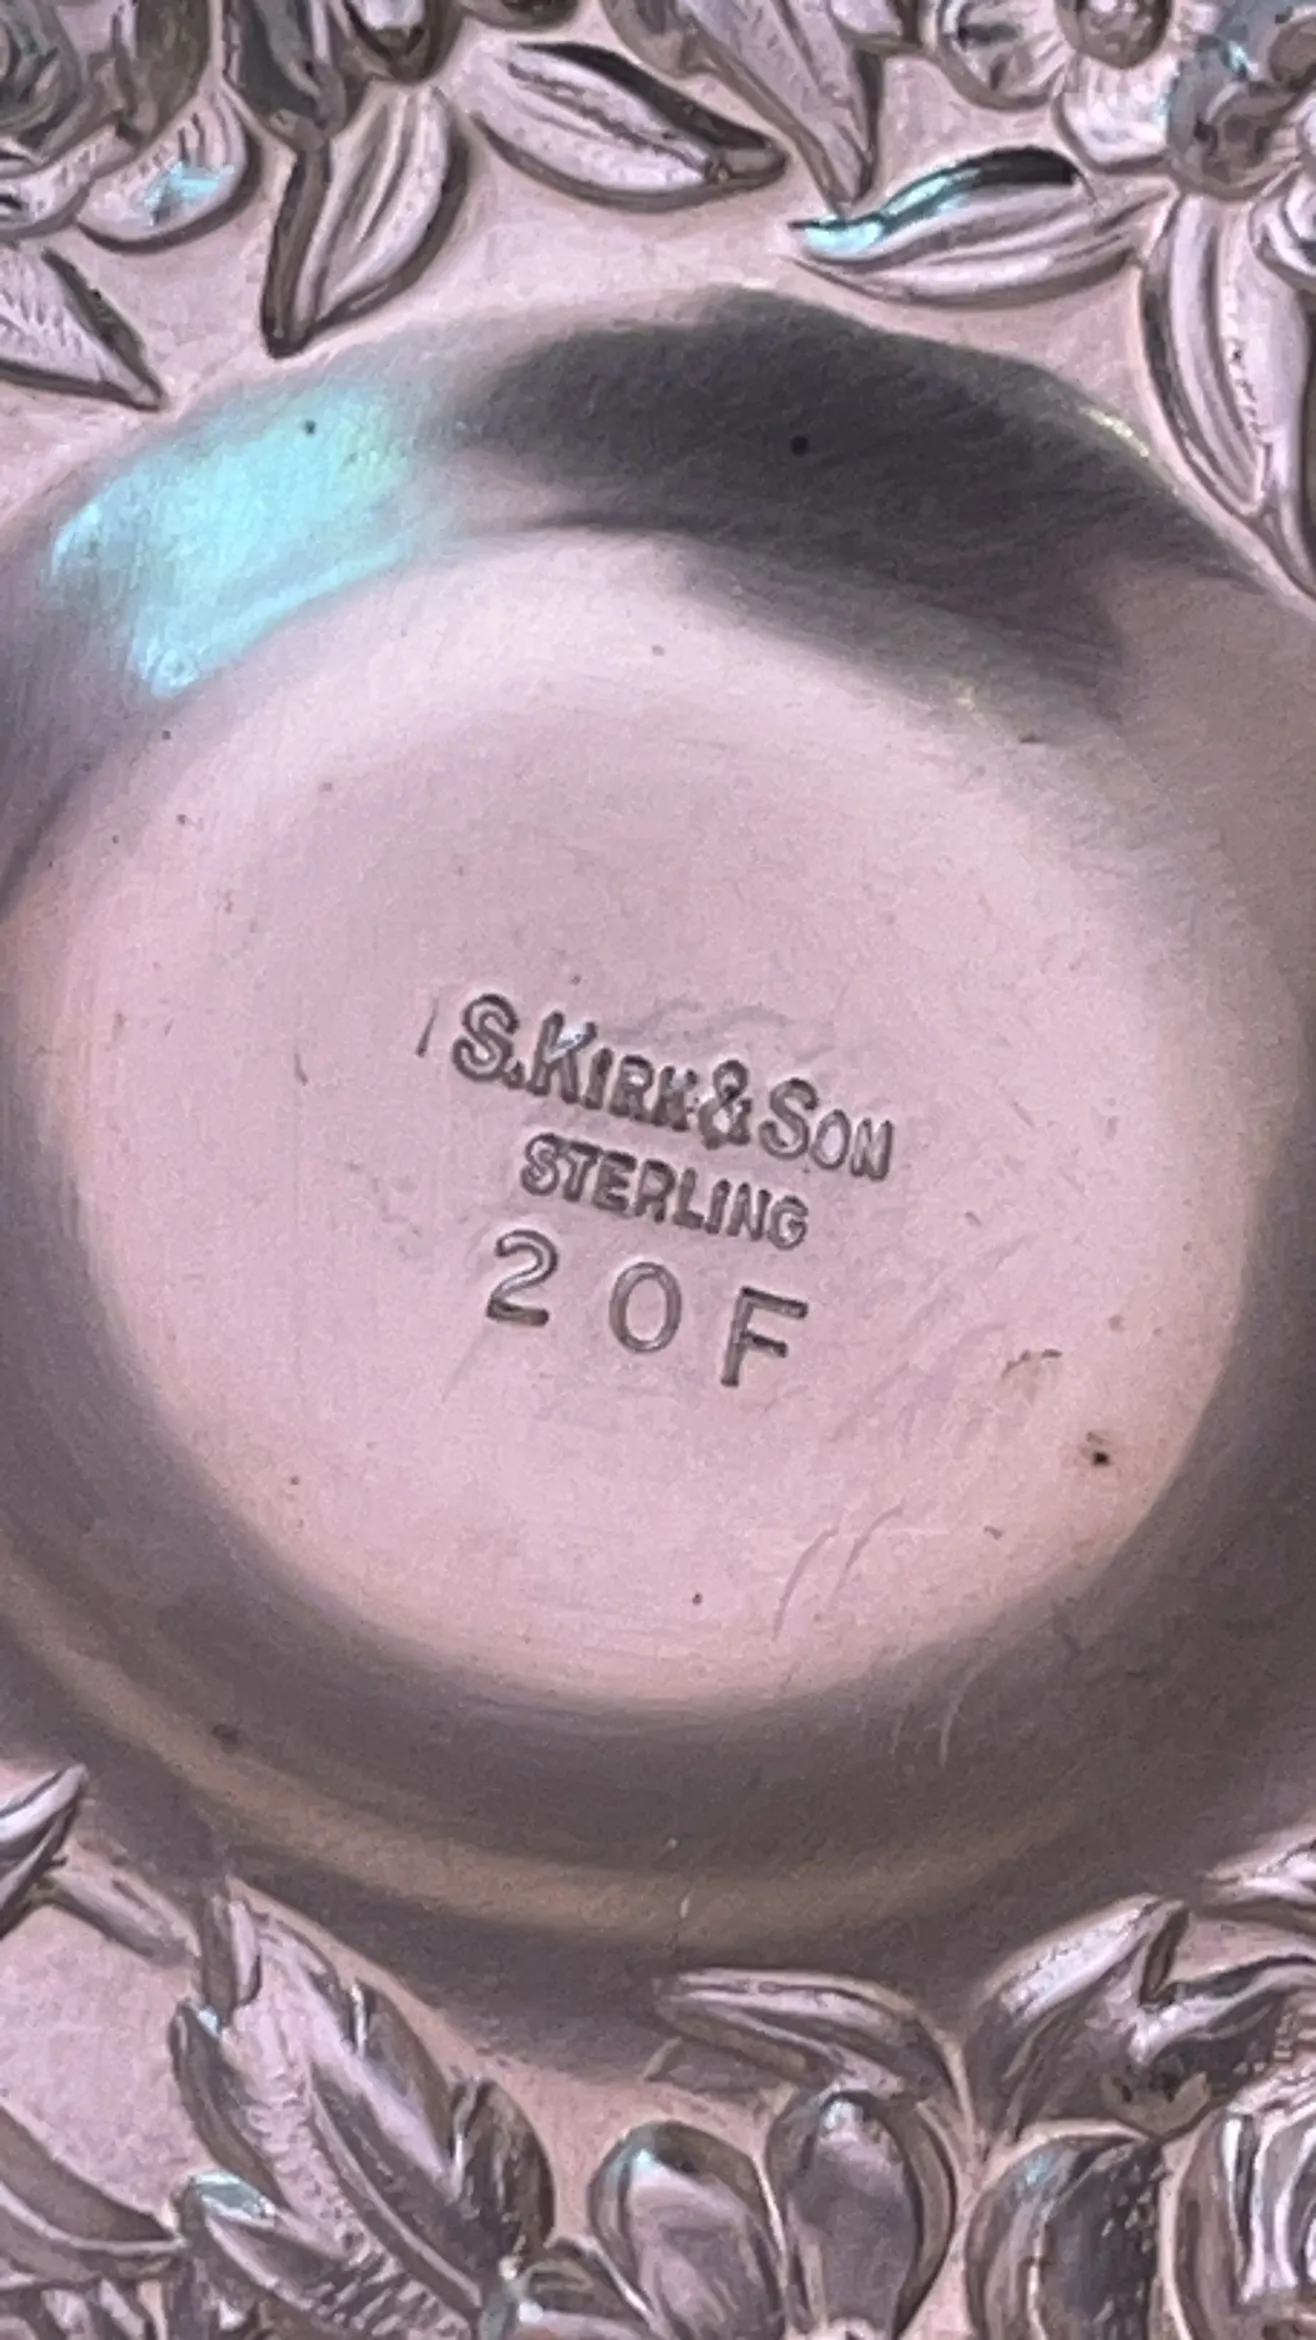 S. KIRK & SON
STERLING
20F